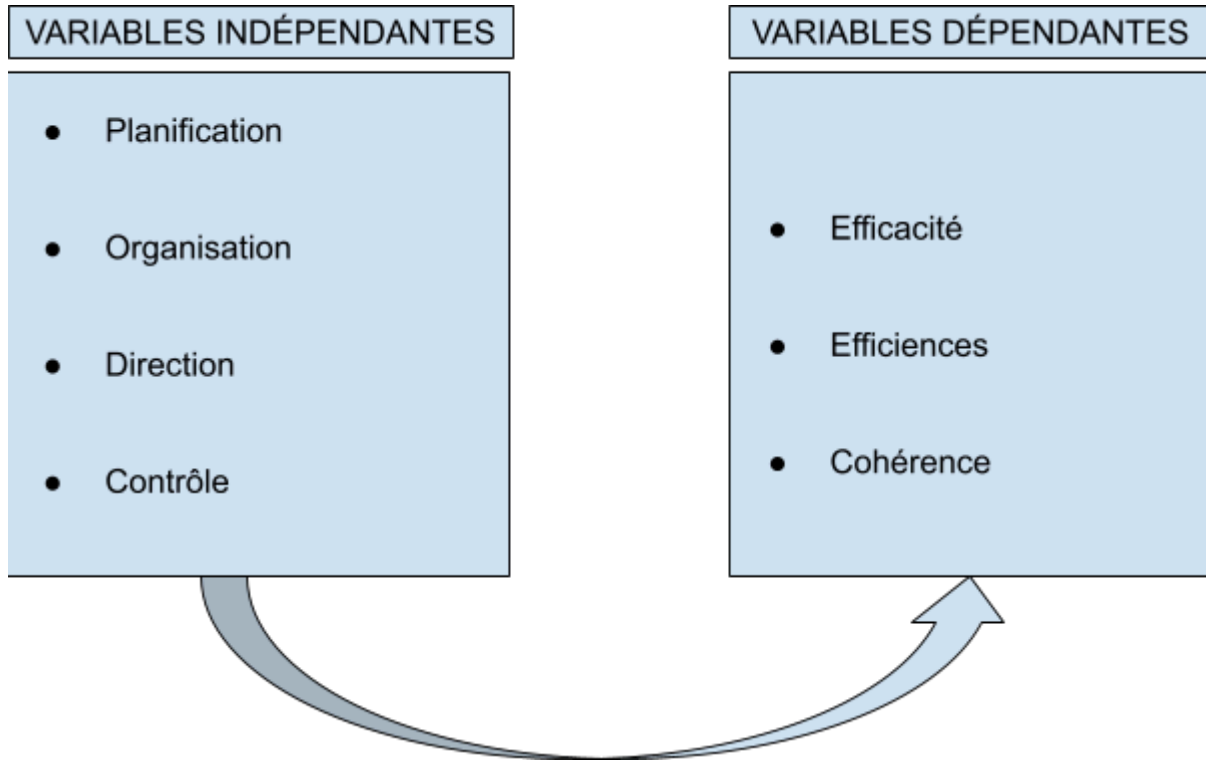 VARIABLES INDÉPENDANTES
● Planification
● Organisation
● Direction
● Contrôle
VARIABLES DÉPENDANTES
● Efficacité
● Efficiences
● Cohérence